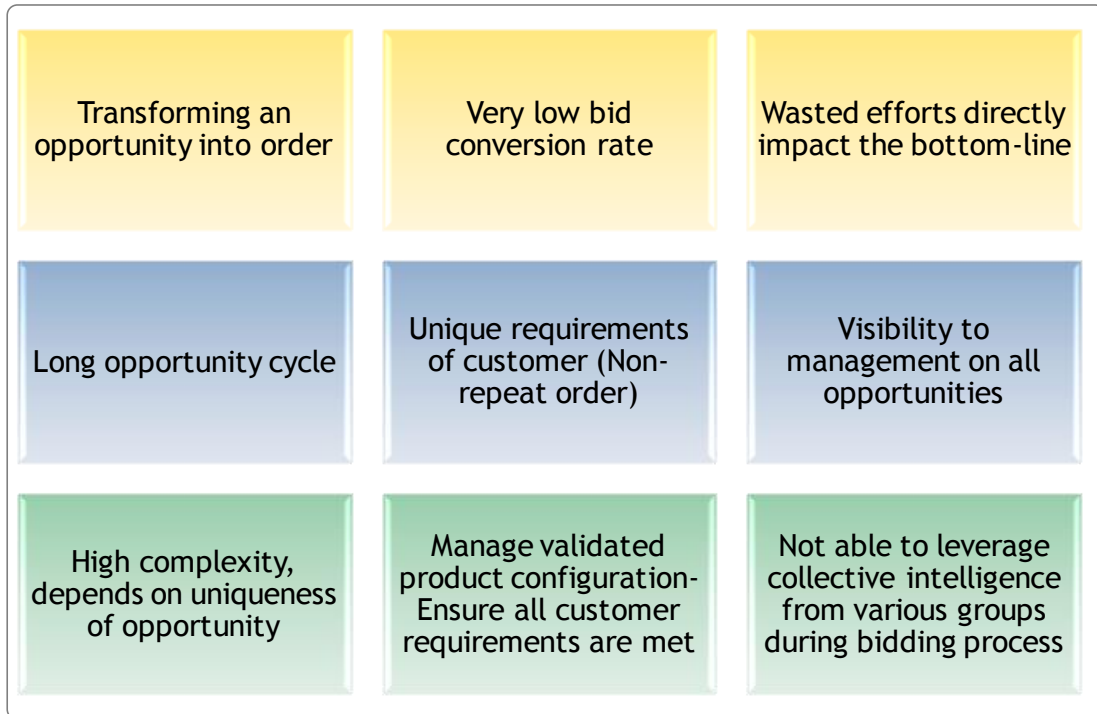 Transforming an
opportunity into order
Very low bid
conversion rate
Wasted efforts directly
impact the bottom-line
Long opportunity cycle
Unique requirements
of customer (Non-
repeat order)
Visibility to
management on all
opportunities
High complexity,
depends on uniqueness
of opportunity
Manage validated
product configuration-
Ensure all customer
requirements are met
Not able to leverage
collective intelligence
from various groups
during bidding process